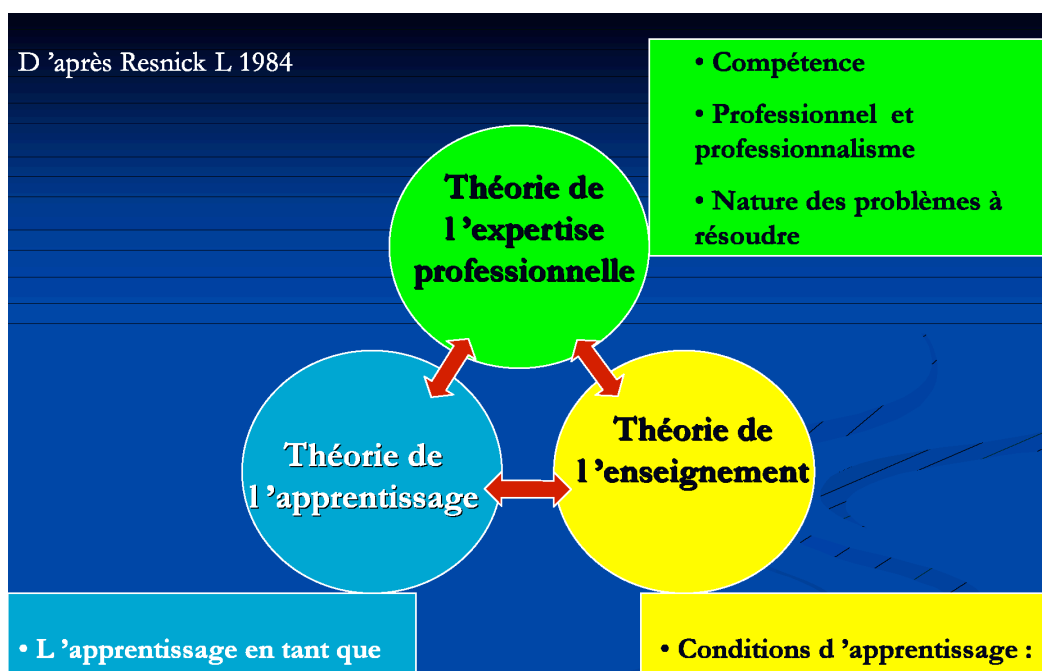 D ’après Resnick L 1984
• Compétence
• Professionnel et
professionnalisme
• Nature des problèmes à
résoudre
Théorie de
l ’expertise
professionnelle
Théorie de
l ’apprentissage
Théorie de
l ’enseignement
• L ’apprentissage en tant que
• Conditions d ’apprentissage :